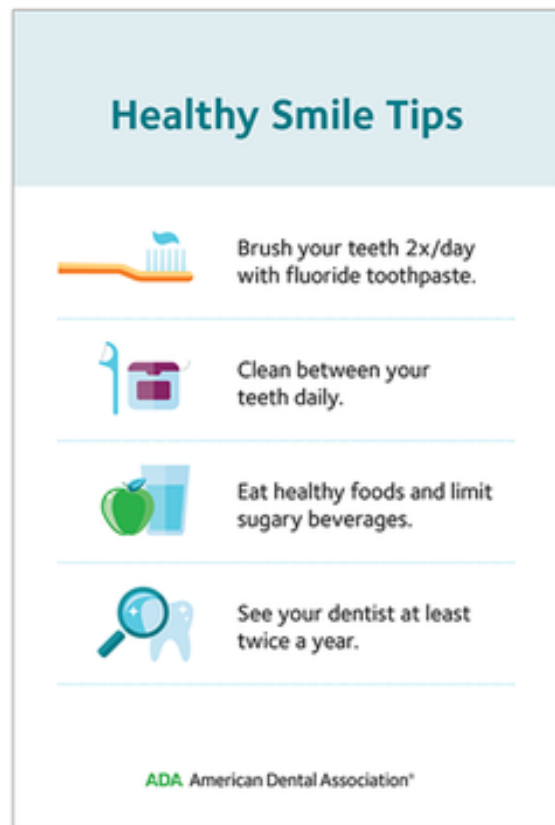 Healthy Smile Tips
Brush your teeth 2x/day
with fluoride toothpaste.
Clean between your
teeth daily.
Eat healthy foods and limit
sugary beverages.
See your dentist at least
twice a year.
ADA American Dental Association®